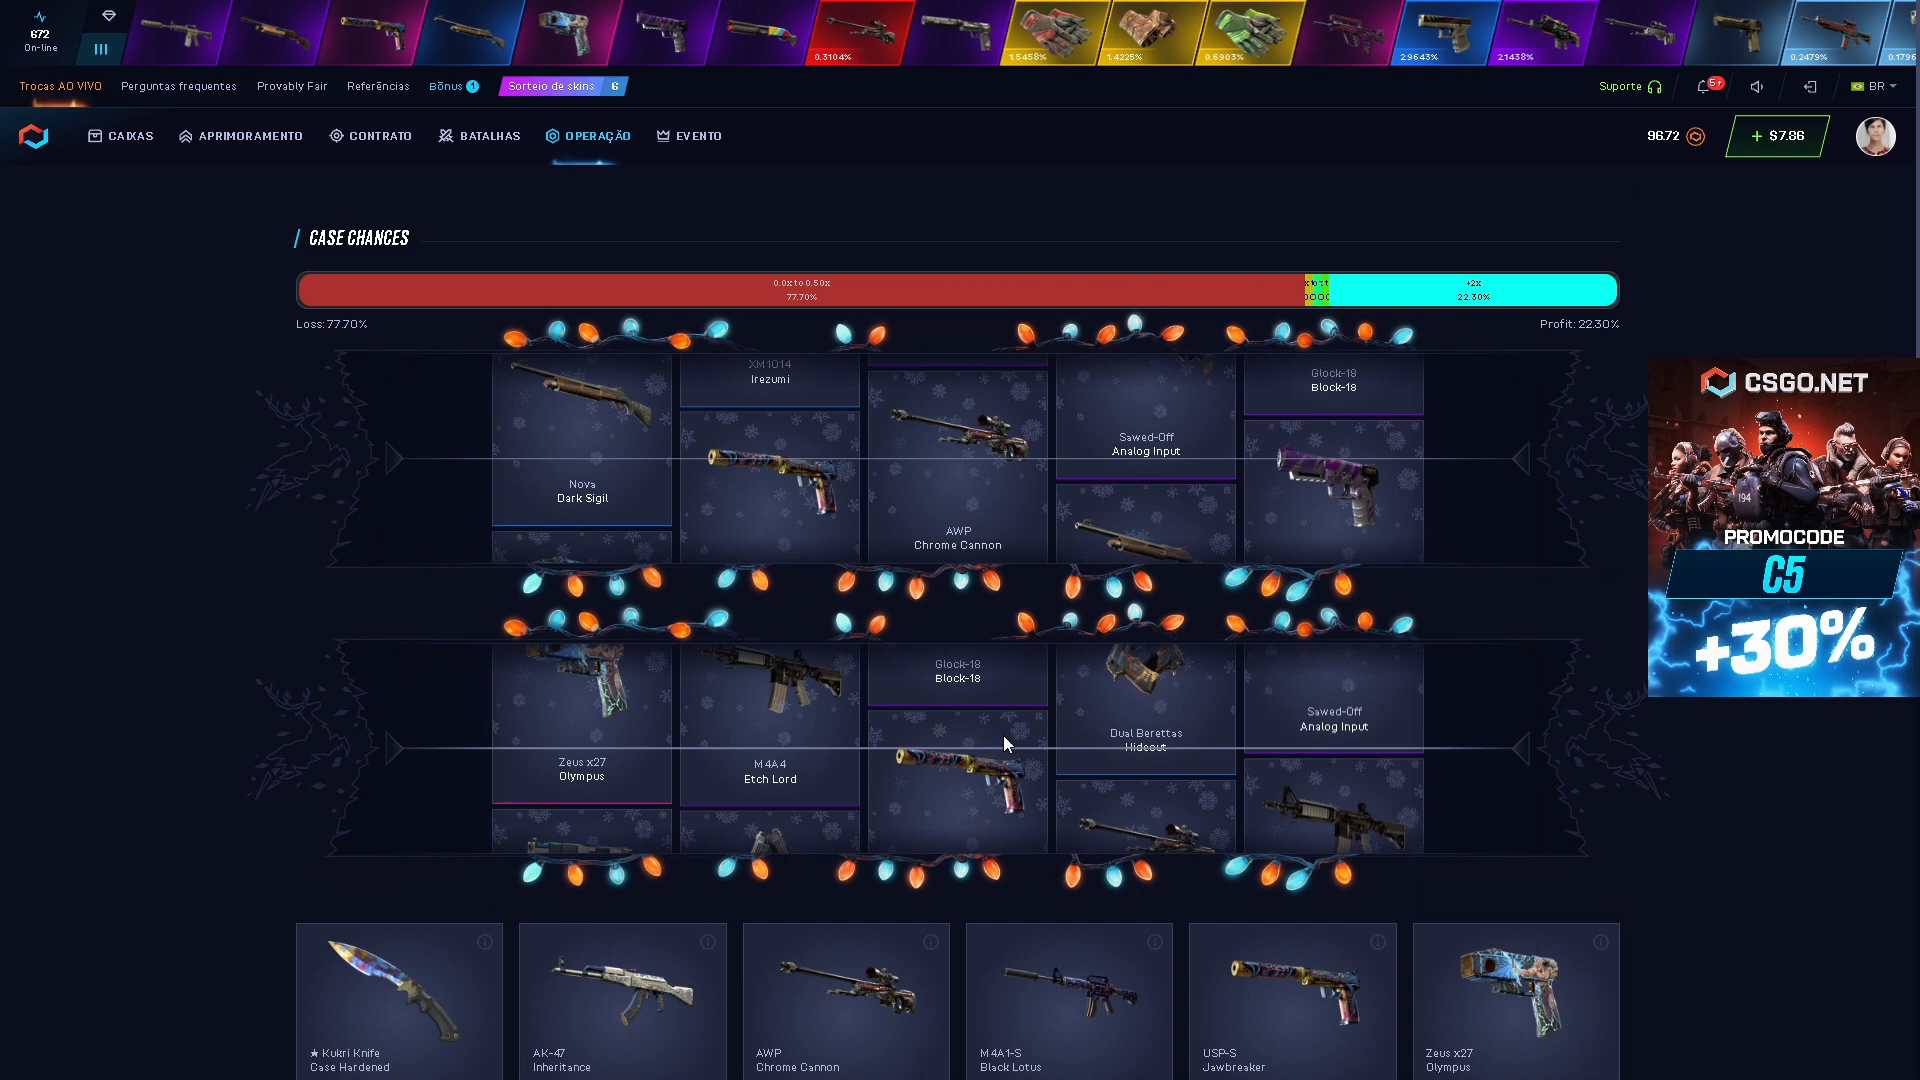 672
On-line
0.3104%
1.5458%
1.4225%
0.6903%
2.9643%
2.1438%
0.2479%
0.1796
Trocas AO VIVO
Perguntas frequentes
Provably Fair
Referências
Bônus 1
Sorteio de skins 6
Suporte
5+
BR
CAIXAS
APRIMORAMENTO
CONTRATO
BATALHAS
OPERAÇÃO
EVENTO
96.72
+ $7.86
/ CASE CHANCES
0.0x to 0.50x
77.70%
+2x
22.30%
Loss: 77.70%
Profit: 22.30%
XM1014
Irezumi
Glock-18
Block-18
Sawed-Off
Analog Input
Nova
Dark Sigil
AWP
Chrome Cannon
CSGO.NET
194
PROMOCODE
C5
+30%
Glock-18
Block-18
Sawed-Off
Analog Input
Dual Berettas
Hideout
Zeus x27
Olympus
M4A4
Etch Lord
★ Kukri Knife
Case Hardened
AK-47
Inheritance
AWP
Chrome Cannon
M4A1-S
Black Lotus
USP-S
Jawbreaker
Zeus x27
Olympus